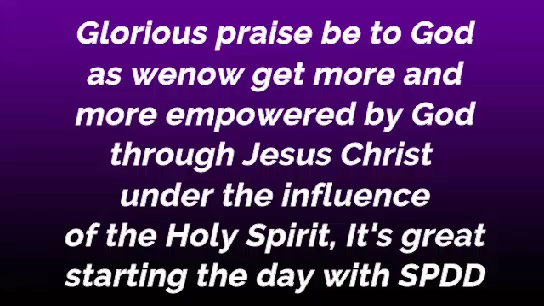 Glorious praise be to God
as wenow get more and
more empowered by God
through Jesus Christ
under the influence
of the Holy Spirit, It's great
starting the day with SPDD